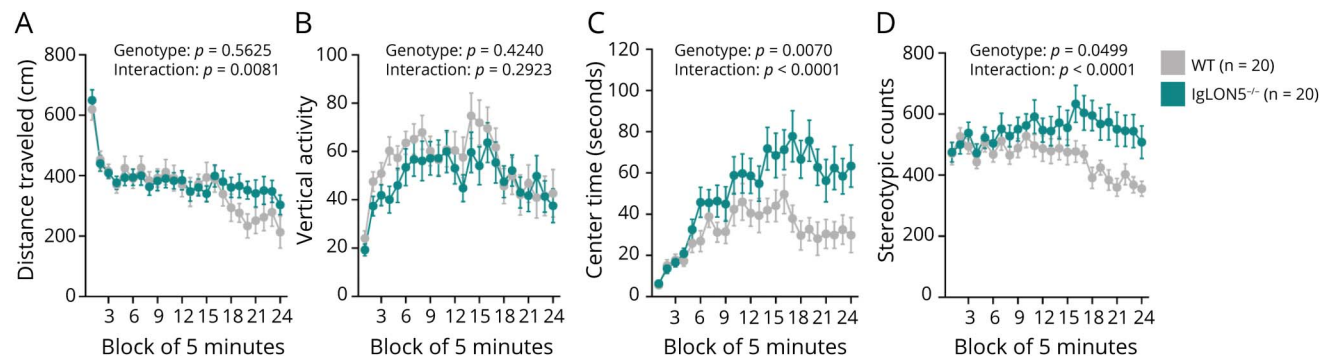 A
Genotype: p = 0.5625
Interaction: p = 0.0081
Distance traveled (cm)
800
600
400
200
0
3 6 9 12 15 18 21 24
Block of 5 minutes
B
Genotype: p = 0.4240
Interaction: p = 0.2923
Vertical activity
100
80
60
40
20
0
3 6 9 12 15 18 21 24
Block of 5 minutes
C
Genotype: p = 0.0070
Interaction: p < 0.0001
Center time (seconds)
120
100
80
60
40
20
0
3 6 9 12 15 18 21 24
Block of 5 minutes
D
Genotype: p = 0.0499
Interaction: p < 0.0001
Stereotypic counts
800
600
400
200
0
3 6 9 12 15 18 21 24
Block of 5 minutes
WT (n = 20)
IgLON5⁻/⁻ (n = 20)